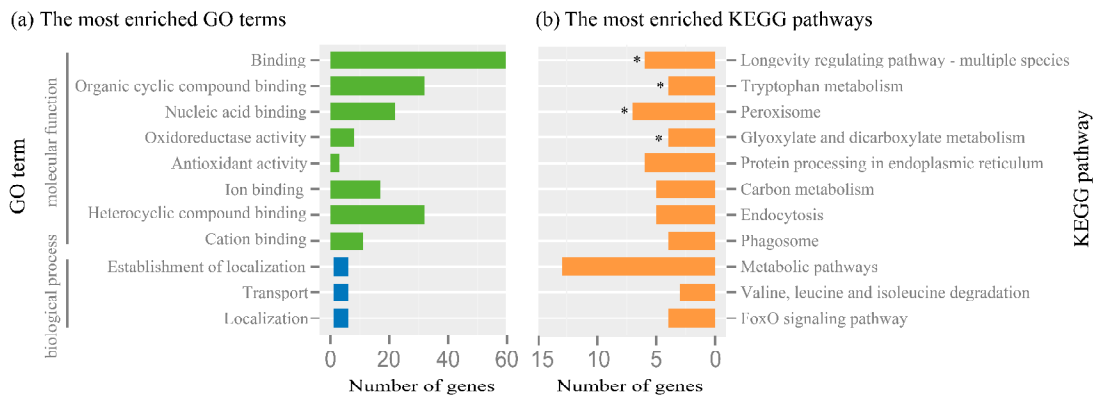 (a) The most enriched GO terms
(b) The most enriched KEGG pathways
GO term
molecular function
biological process
Binding
Organic cyclic compound binding
Nucleic acid binding
Oxidoreductase activity
Antioxidant activity
Ion binding
Heterocyclic compound binding
Cation binding
Establishment of localization
Transport
Localization
0 20 40 60
Number of genes
* Longevity regulating pathway - multiple species
* Tryptophan metabolism
* Peroxisome
* Glyoxylate and dicarboxylate metabolism
Protein processing in endoplasmic reticulum
Carbon metabolism
Endocytosis
Phagosome
Metabolic pathways
Valine, leucine and isoleucine degradation
FoxO signaling pathway
15 10 5 0
Number of genes
KEGG pathway